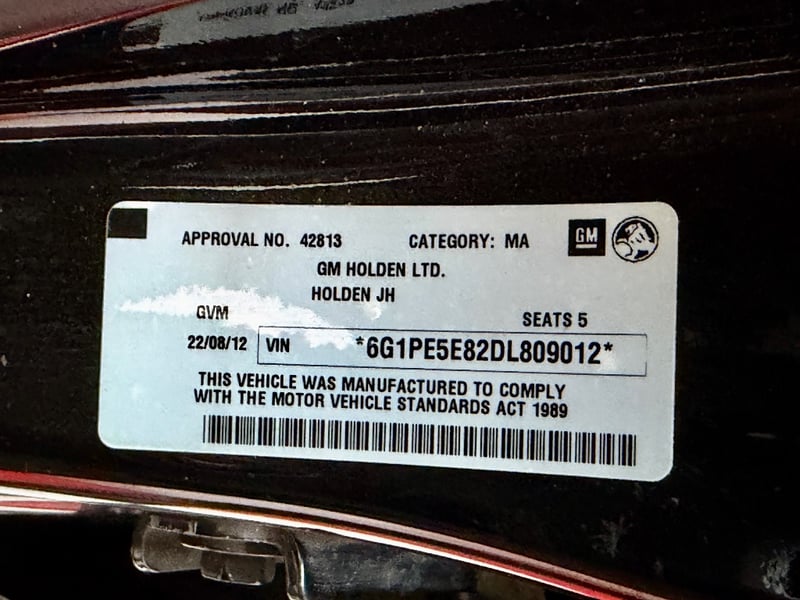 APPROVAL NO. 42813 CATEGORY: MA GM
GM HOLDEN LTD.
HOLDEN JH
GVM SEATS 5
22/08/12 VIN *6G1PE5E82DL809012*
THIS VEHICLE WAS MANUFACTURED TO COMPLY
WITH THE MOTOR VEHICLE STANDARDS ACT 1989